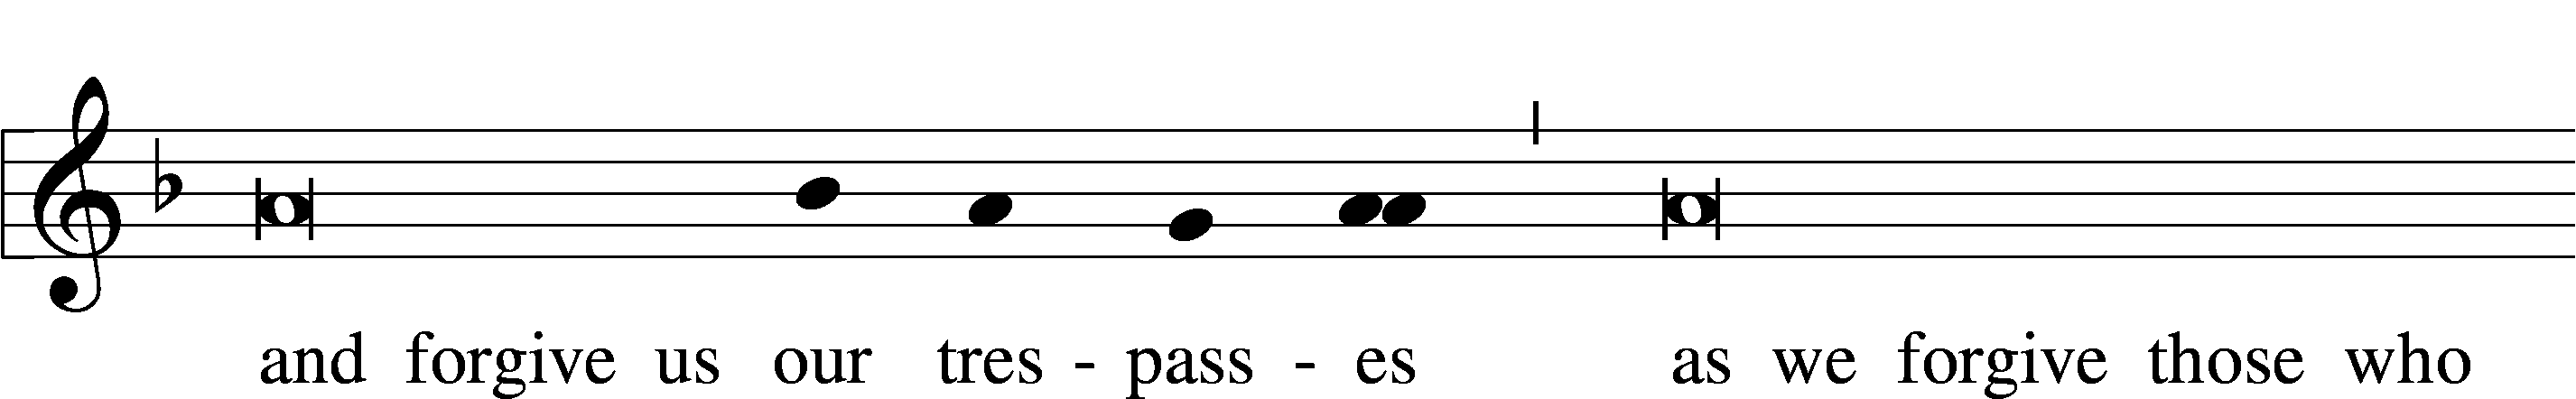 and forgive us our tres - pass - es as we forgive those who